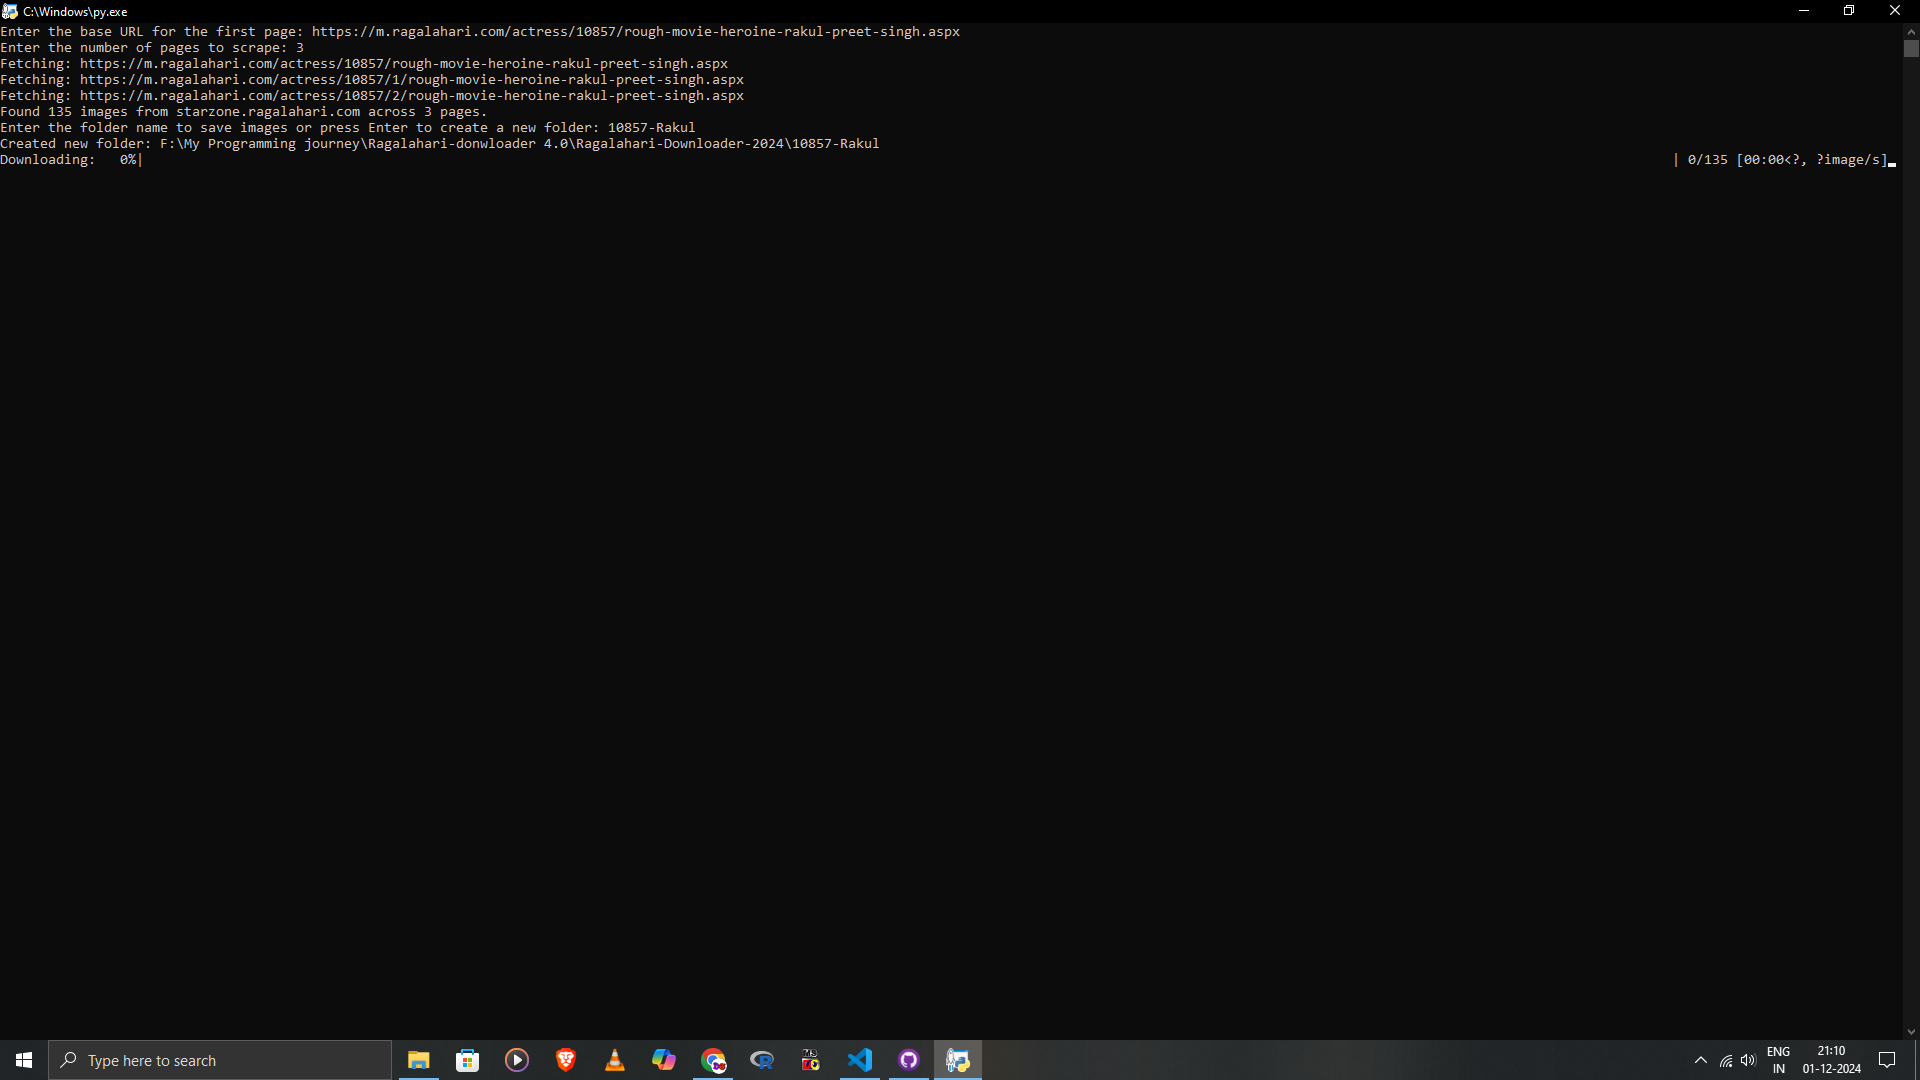 C:\Windows\py.exe
Enter the base URL for the first page: https://m.ragalahari.com/actress/10857/rough-movie-heroine-rakul-preet-singh.aspx
Enter the number of pages to scrape: 3
Fetching: https://m.ragalahari.com/actress/10857/rough-movie-heroine-rakul-preet-singh.aspx
Fetching: https://m.ragalahari.com/actress/10857/1/rough-movie-heroine-rakul-preet-singh.aspx
Fetching: https://m.ragalahari.com/actress/10857/2/rough-movie-heroine-rakul-preet-singh.aspx
Found 135 images from starzone.ragalahari.com across 3 pages.
Enter the folder name to save images or press Enter to create a new folder: 10857-Rakul
Created new folder: F:\My Programming journey\Ragalahari-donwloader 4.0\Ragalahari-Downloader-2024\10857-Rakul
Downloading:   0%| | 0/135 [00:00<?, ?image/s]
Type here to search
ENG
IN
21:10
01-12-2024